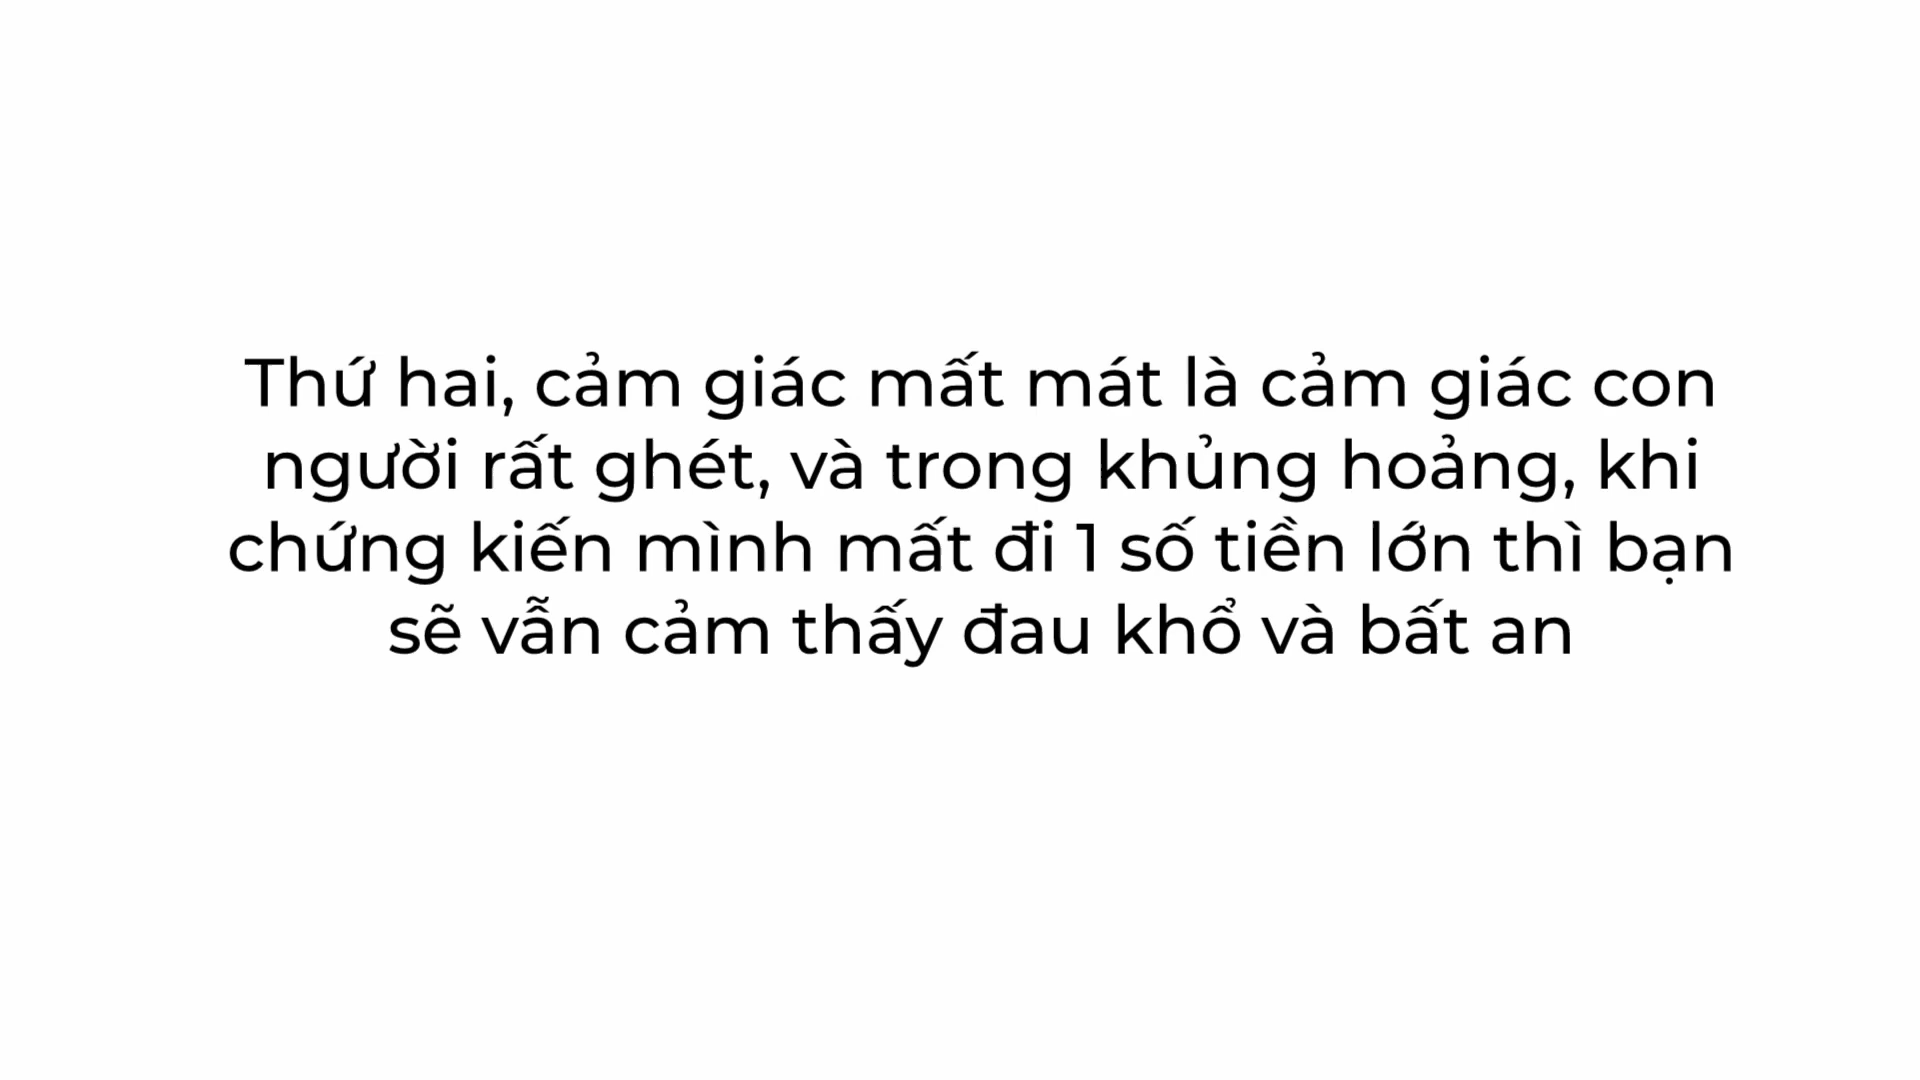 Thứ hai, cảm giác mất mát là cảm giác con
người rất ghét, và trong khủng hoảng, khi
chứng kiến mình mất đi 1 số tiền lớn thì bạn
sẽ vẫn cảm thấy đau khổ và bất an